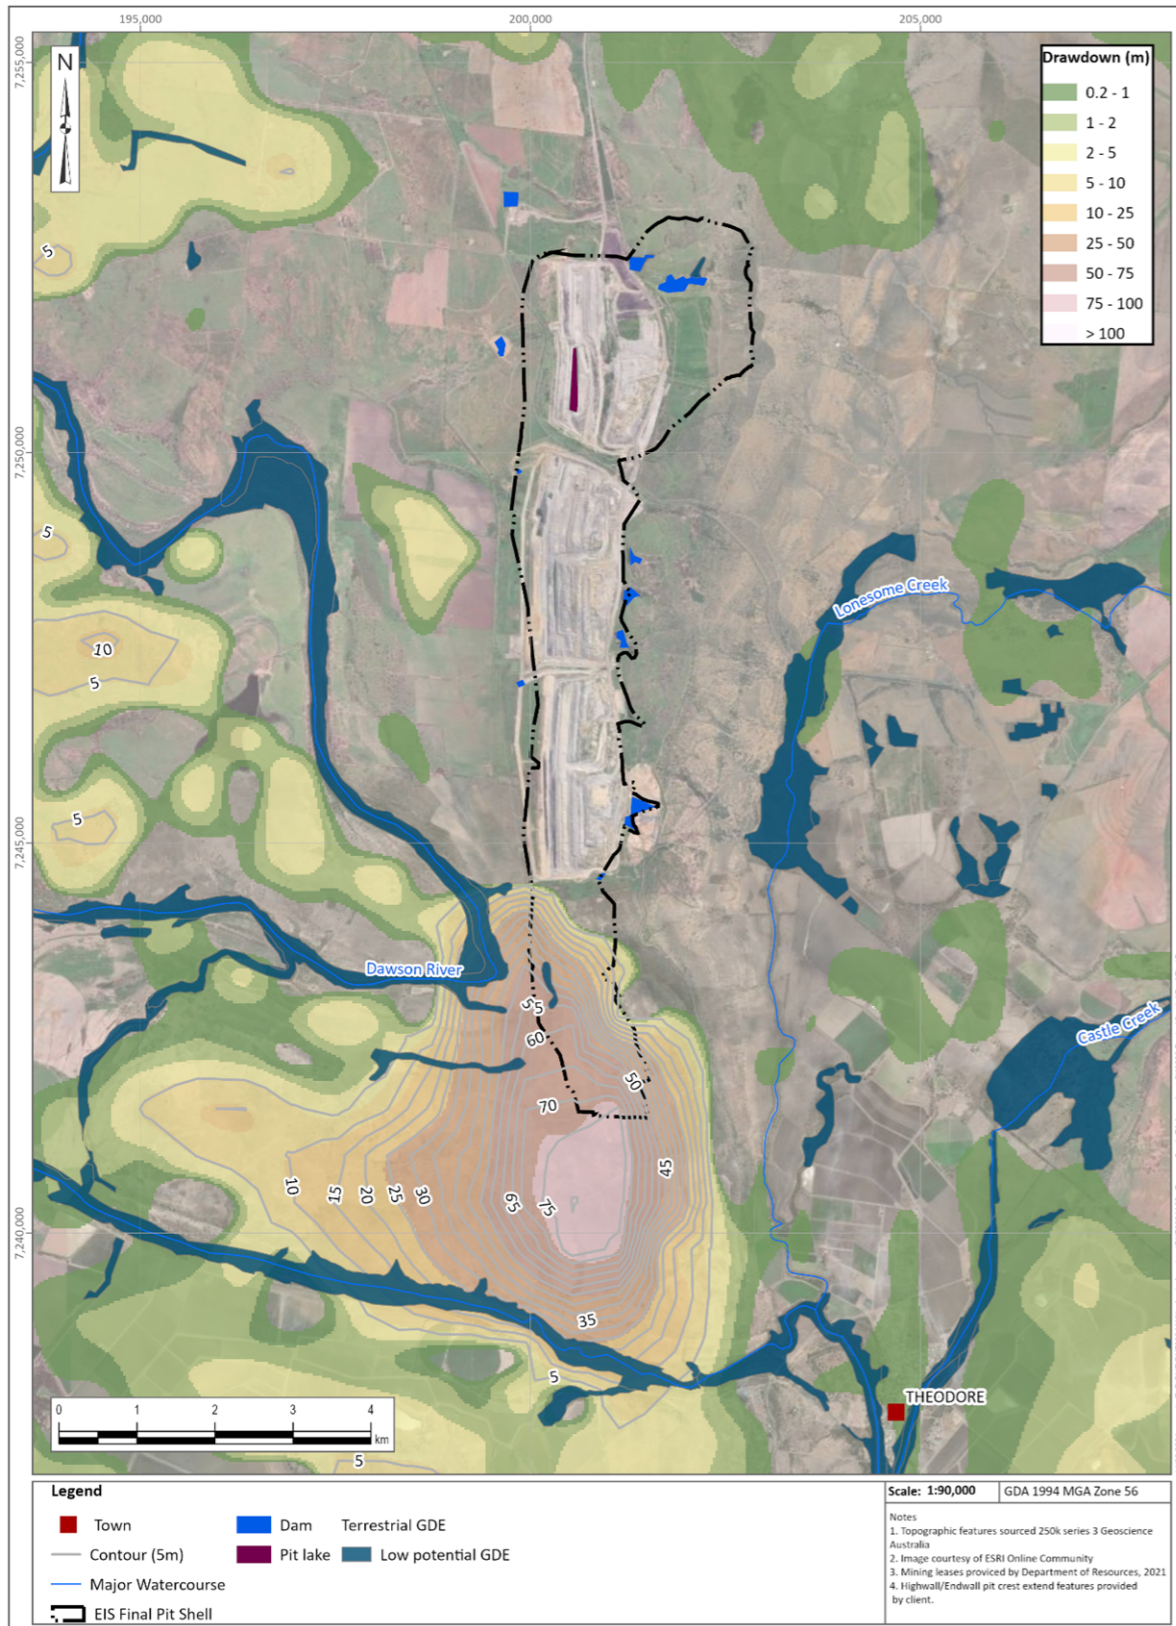 195,000
200,000
205,000
7,255,000
7,250,000
7,245,000
7,240,000
N
Drawdown (m)
0.2 - 1
1 - 2
2 - 5
5 - 10
10 - 25
25 - 50
50 - 75
75 - 100
> 100
5
5
10
5
5
Lonesome Creek
Dawson River
Castle Creek
55
60
50
70
10
15
20
25
30
65
75
45
35
5
5
THEODORE
0 1 2 3 4
km
Legend
Town
Contour (5m)
Major Watercourse
EIS Final Pit Shell
Dam
Pit lake
Terrestrial GDE
Low potential GDE
Scale: 1:90,000
GDA 1994 MGA Zone 56
Notes
1. Topographic features sourced 250k series 3 Geoscience
Australia
2. Image courtesy of ESRI Online Community
3. Mining leases proviced by Department of Resources, 2021
4. Highwall/Endwall pit crest extend features provided
by client.